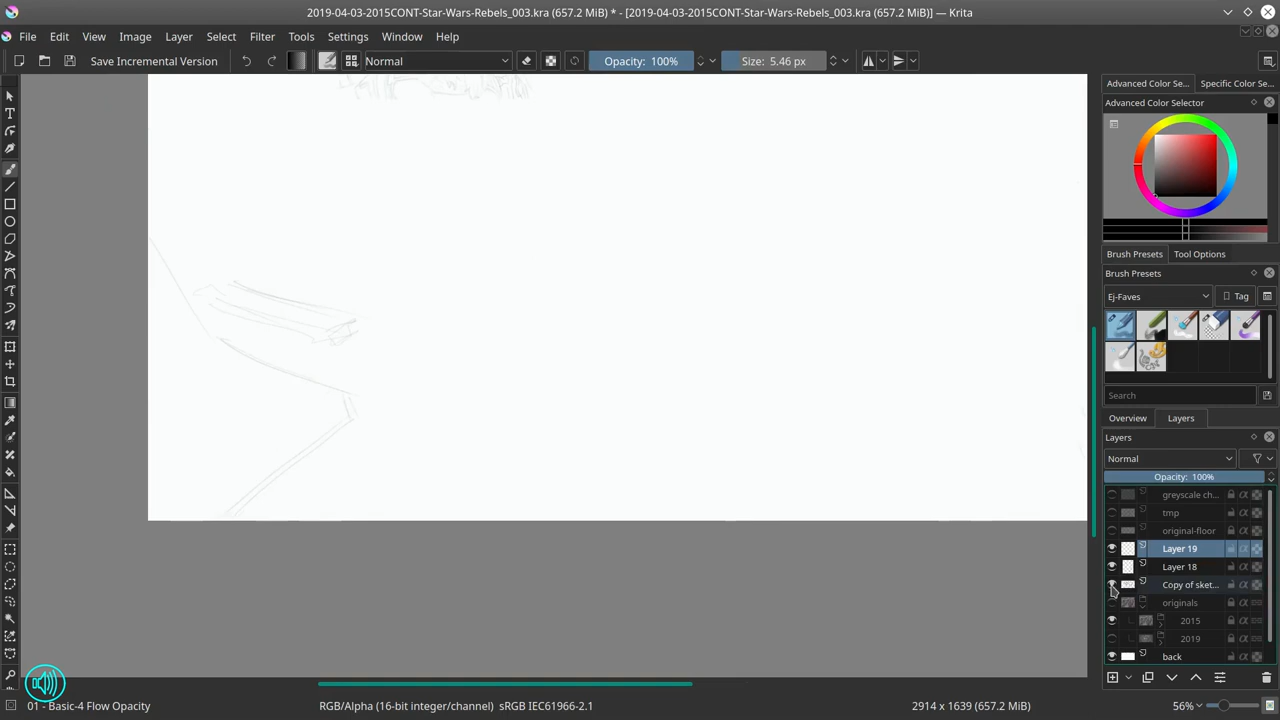 2019-04-03-2015CONT-Star-Wars-Rebels_003.kra (657.2 MiB) * - [2019-04-03-2015CONT-Star-Wars-Rebels_003.kra (657.2 MiB)] — Krita
File Edit View Image Layer Select Filter Tools Settings Window Help
Save Incremental Version Normal Opacity: 100% Size: 5.46 px
Advanced Color Se... Specific Color Se...
Advanced Color Selector
Brush Presets Tool Options
Brush Presets
Ej-Faves Tag
Search
Overview Layers
Layers
Normal
Opacity: 100%
greyscale ch...
tmp
original-floor
Layer 19
Layer 18
Copy of sket...
originals
2015
2019
back
01 - Basic-4 Flow Opacity RGB/Alpha (16-bit integer/channel) sRGB IEC61966-2.1 2914 x 1639 (657.2 MiB) 56%